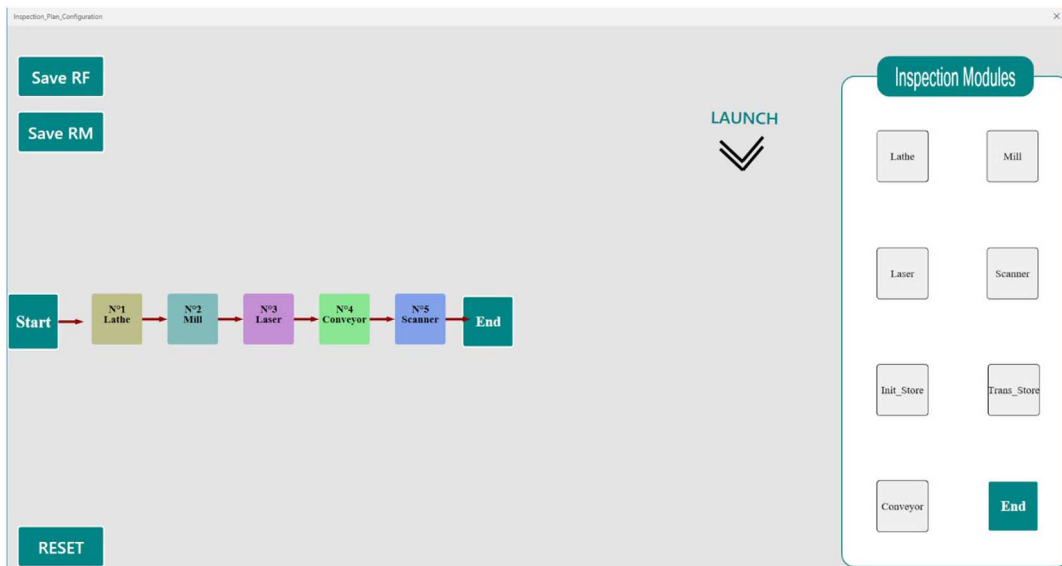 Inspection_Plan_Configuration
Save RF
Save RM
LAUNCH
Start
N°1
Lathe
N°2
Mill
N°3
Laser
N°4
Conveyor
N°5
Scanner
End
RESET
Inspection Modules
Lathe
Mill
Laser
Scanner
Init_Store
Trans_Store
Conveyor
End